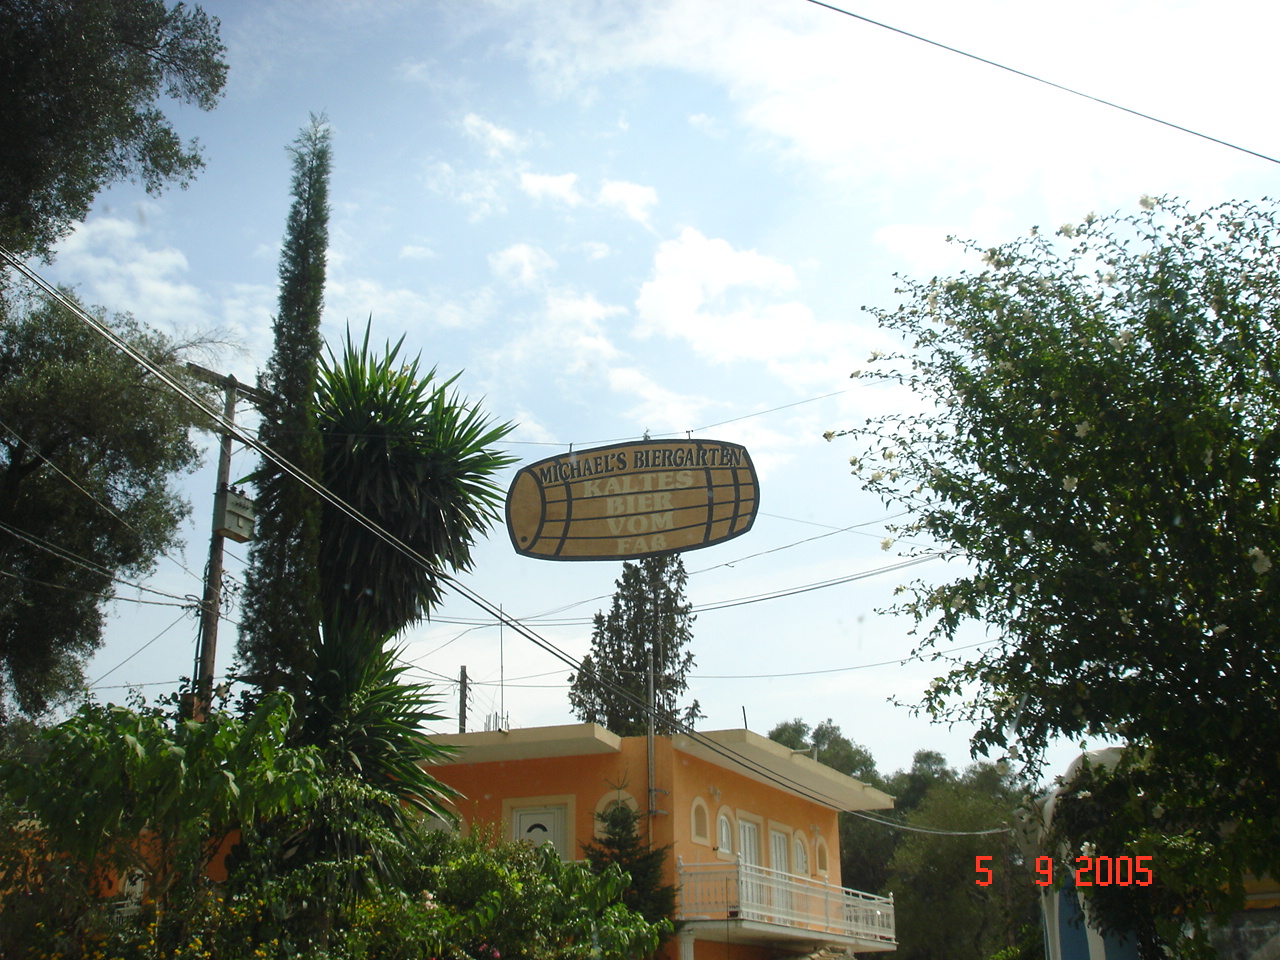 MICHAEL'S BIERGARTEN
KALTES
BIER
VOM
FAß
5 9 2005